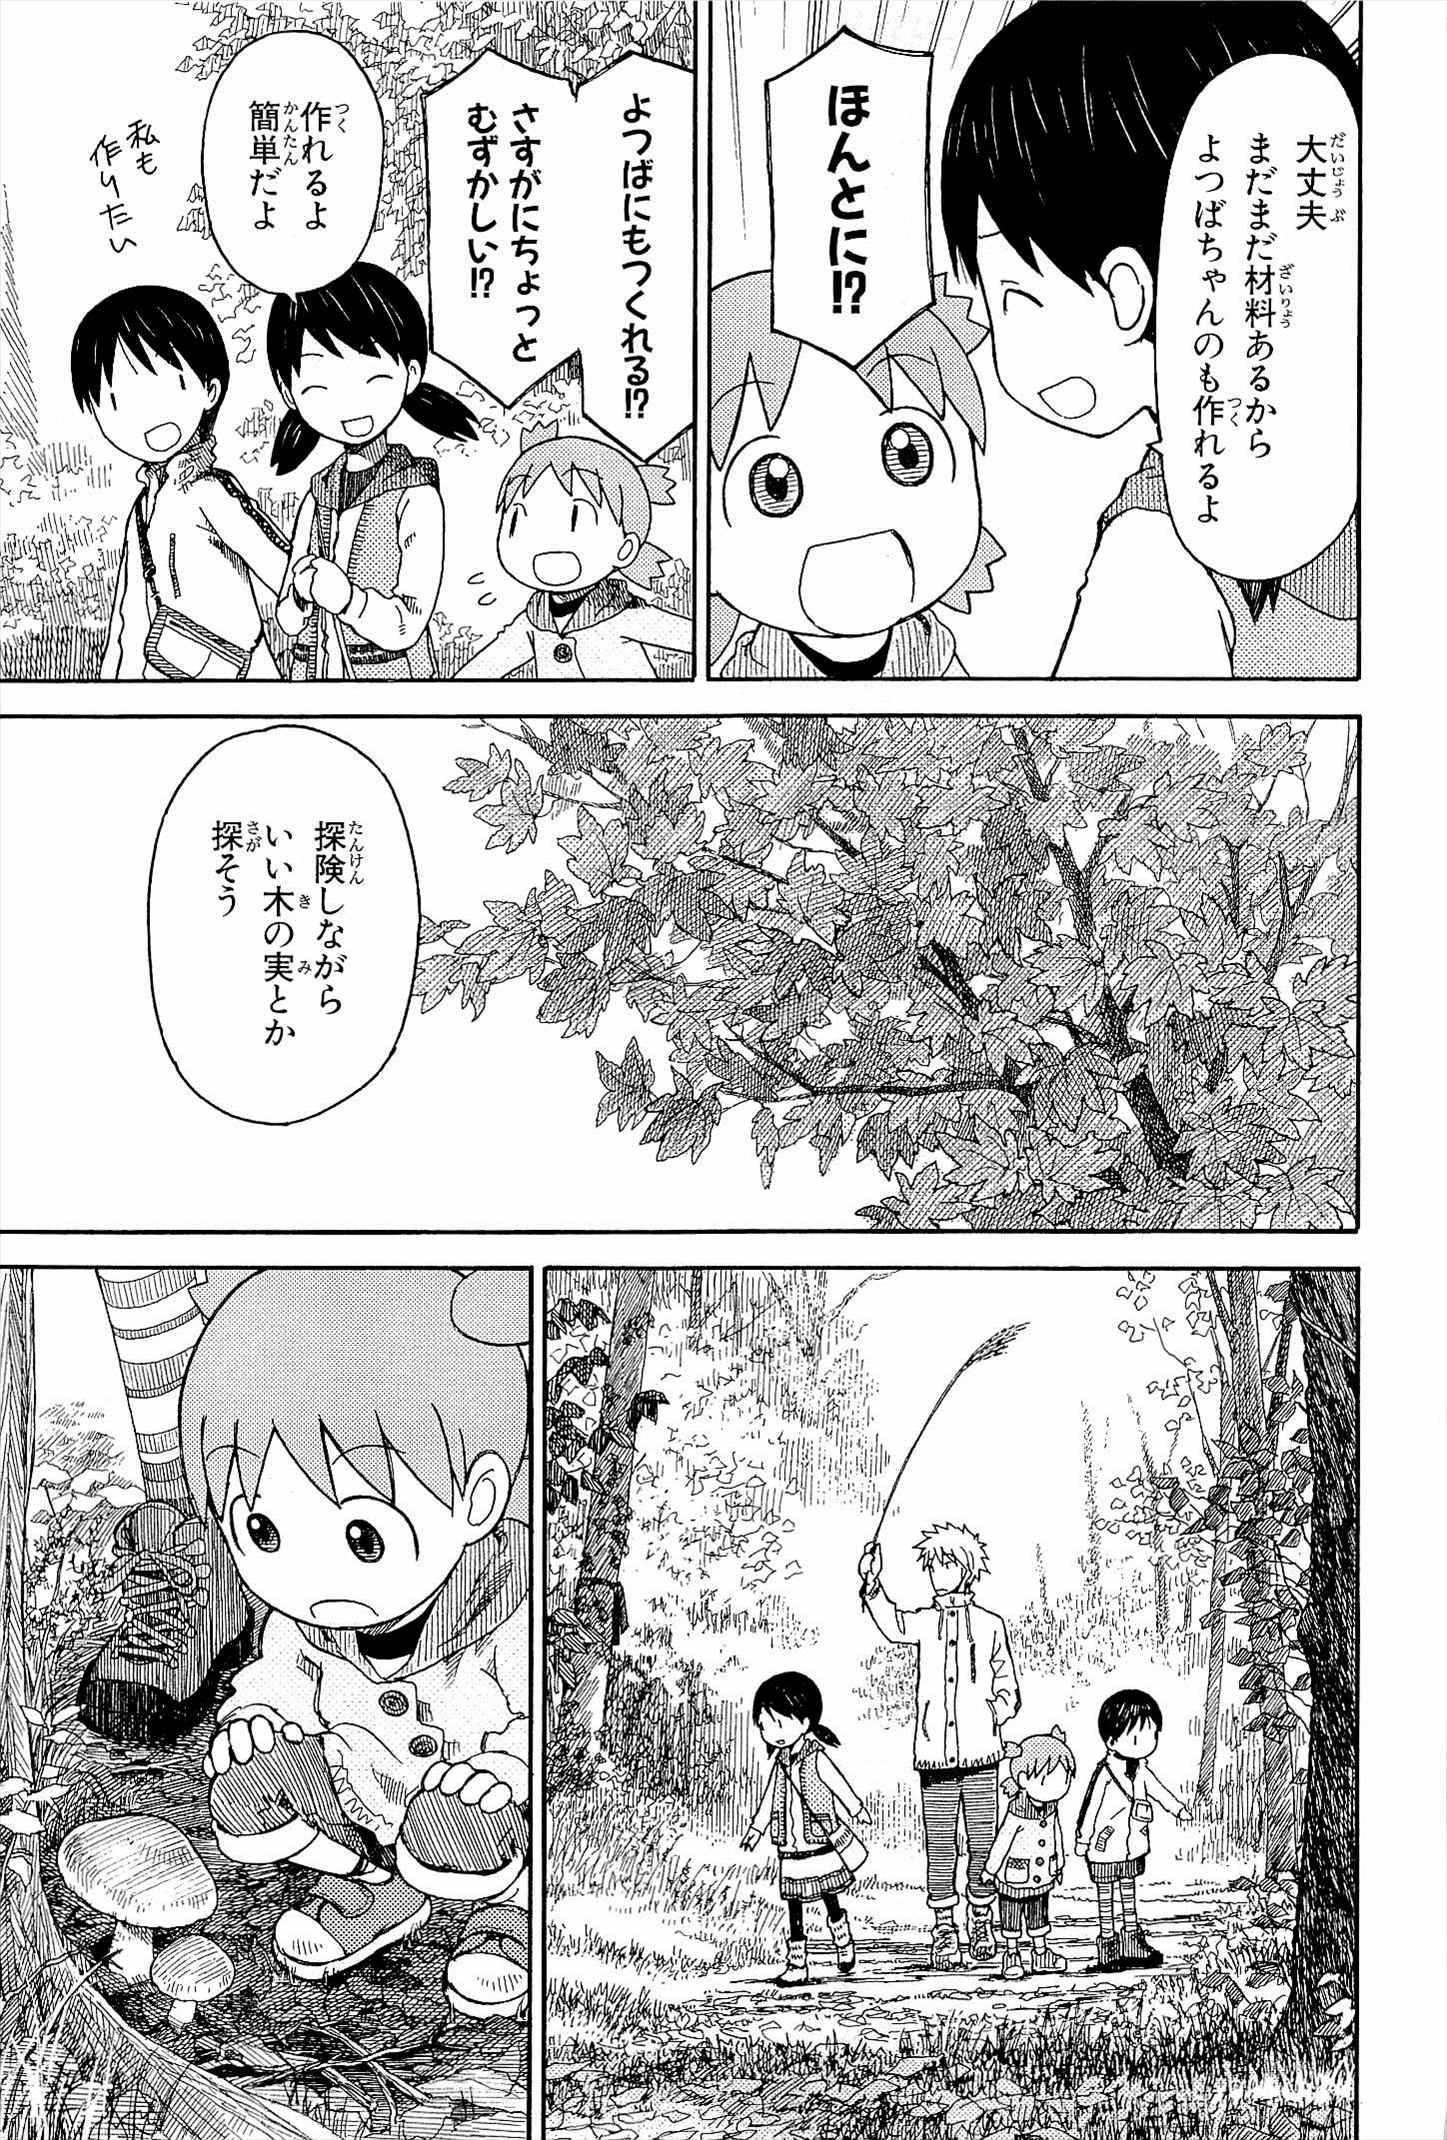 大丈夫
まだまだ材料あるから
よつばちゃんのも作れるよ
ほんとに!?
よつばにもつくれる!?
さすがにちょっと
むずかしい!?
作れるよ
簡単だよ
私も
作りたい
探険しながら
いい木の実とか
探そう